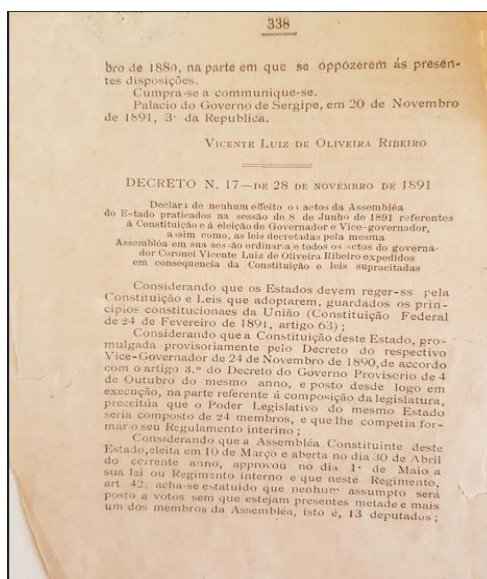 338
bro de 1880, na parte em que se oppozerem ás presen-
tes disposições.
Cumpra-se a communique-se.
Palacio do Governo de Sergipe, em 20 de Novembro
de 1891, 3ª da Republica.
VICENTE LUIZ DE OLIVEIRA RIBEIRO
DECRETO N. 17—DE 28 DE NOVEMBRO DE 1891
Declara de nenhum effeito os actos da Assembléa
do Estado praticados na sessão de 8 de Junho de 1891 referentes
á Constituição e á eleição de Governador e Vice-governador,
assim como, as leis decretadas pela mesma
Assembléa em sua sessão ordinaria e todos os actos do governa-
dor Coronel Vicente Luiz de Oliveira Ribeiro expedidos
em consequencia da Constituição e leis supracitadas
Considerando que os Estados devem reger-se pela
Constituição e Leis que adoptarem, guardados os prin-
cipios constitucionaes da União (Constituição Federal
de 24 de Fevereiro de 1891, artigo 63) ;
Considerando que a Constituição deste Estado, pro-
mulgada provisoriamente pelo Decreto do respectivo
Vice-Governador de 24 de Novembro de 1890, de accordo
com o artigo 3.º do Decreto do Governo Provisorio de 4
de Outubro do mesmo anno, e posto desde logo em
execução, na parte referente á composição da legislatura,
preceitúa que o Poder Legislativo do mesmo Estado
seria composto de 24 membros, e que lhe competia for-
mar o seu Regulamento interino ;
Considerando que a Assembléa Constituinte deste
Estado, eleita em 10 de Março e aberta no dia 30 de Abril
do corrente anno, approvou no dia 1º de Maio a
sua lei ou Regimento interno e que neste Regimento,
art 42, acha-se estatuido que nenhum assumpto será
posto a votos sem que estejam presentes metade e mais
um dos membros da Assembléa, isto é, 13 deputados ;